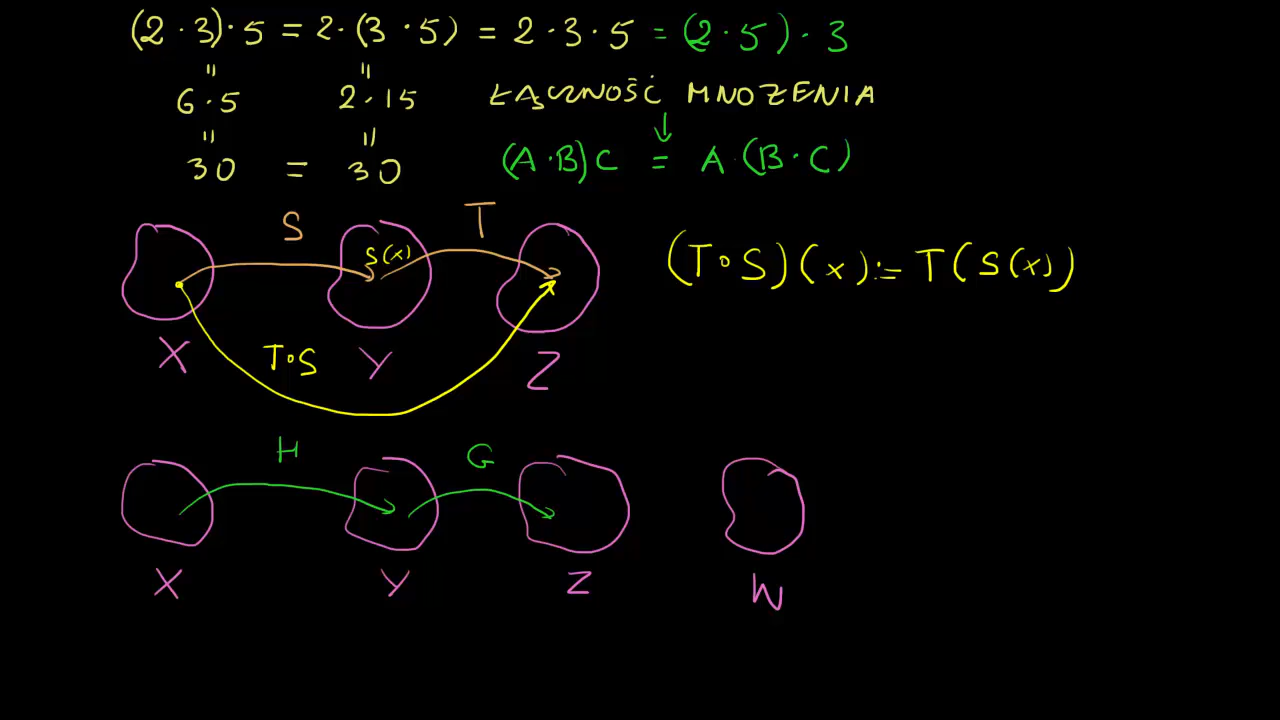 (2 · 3) · 5 = 2 · (3 · 5) = 2 · 3 · 5 = (2 · 5) · 3
6 · 5 2 · 15 ŁĄCZNOŚĆ MNOZENIA
30 = 30 (A · B) C = A · (B · C)
S T
S(x) (T∘S)(x) := T(S(x))
T∘S
X Y Z
H G
X Y Z W